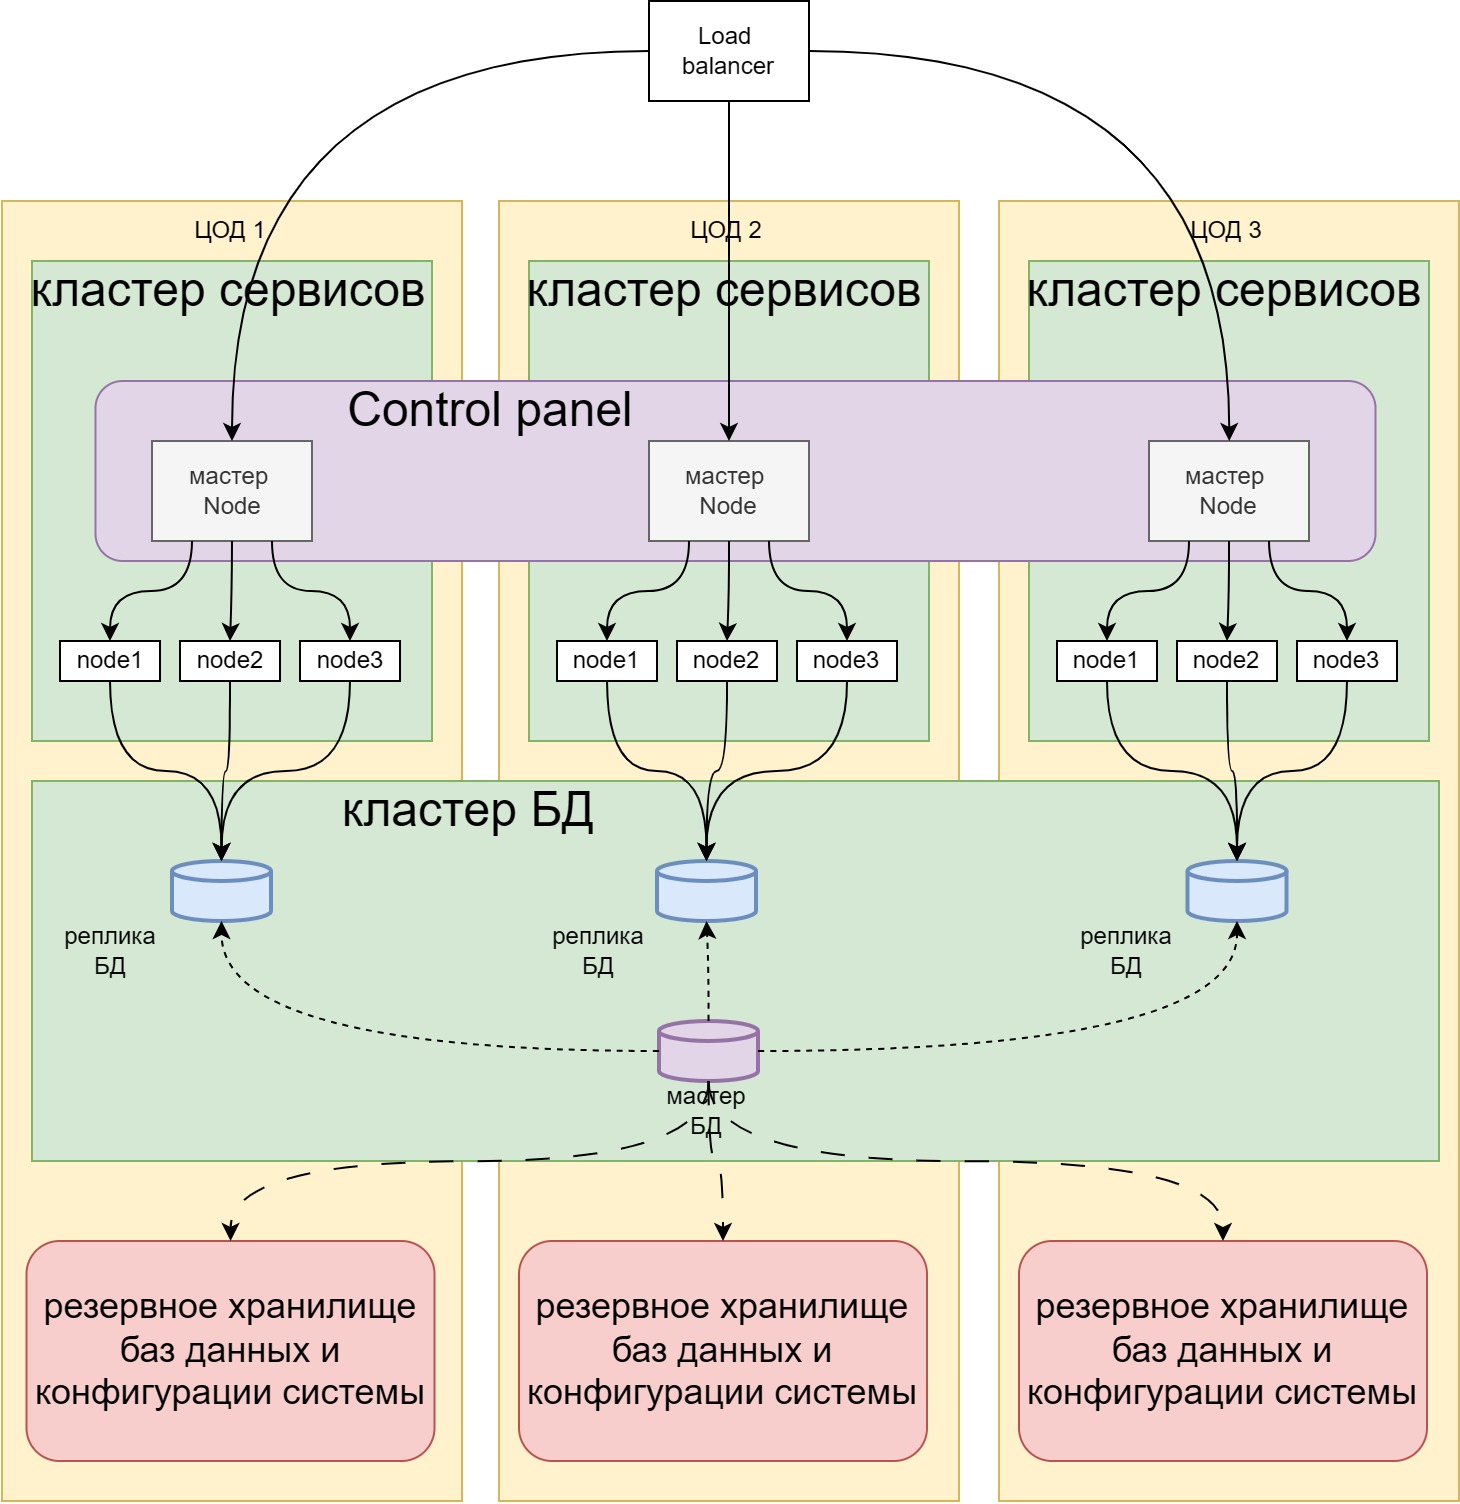 Load
balancer
ЦОД 1
ЦОД 2
ЦОД 3
кластер сервисов
кластер сервисов
кластер сервисов
Control panel
мастер
Node
мастер
Node
мастер
Node
node1
node2
node3
node1
node2
node3
node1
node2
node3
кластер БД
реплика
БД
реплика
БД
реплика
БД
мастер
БД
резервное хранилище
баз данных и
конфигурации системы
резервное хранилище
баз данных и
конфигурации системы
резервное хранилище
баз данных и
конфигурации системы